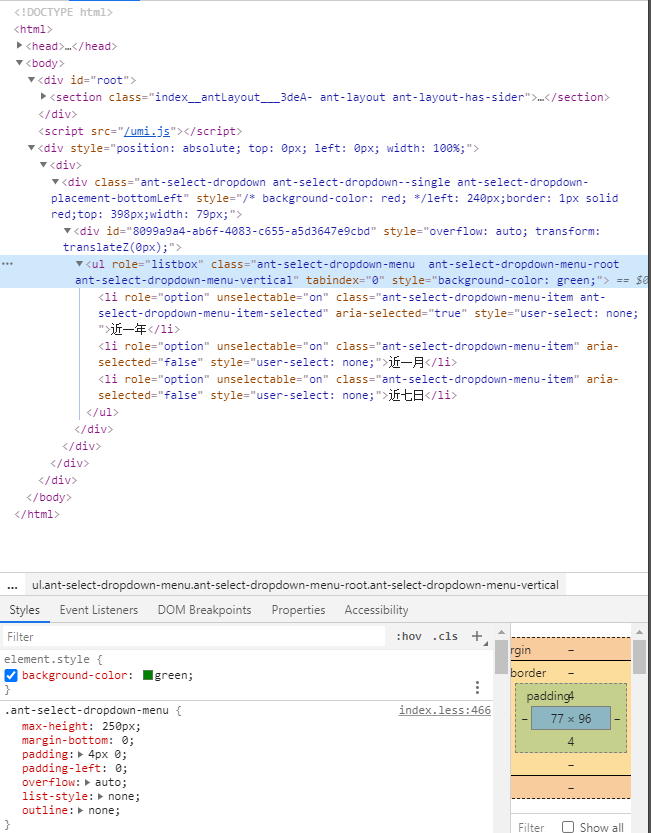 <!DOCTYPE html>
<html>
<head>…</head>
<body>
<div id="root">
<section class="index__antLayout___3deA- ant-layout ant-layout-has-sider">…</section>
</div>
<script src="/umi.js"></script>
<div style="position: absolute; top: 0px; left: 0px; width: 100%;">
<div>
<div class="ant-select-dropdown ant-select-dropdown--single ant-select-dropdown-
placement-bottomLeft" style="/* background-color: red; */left: 240px;border: 1px solid
red;top: 398px;width: 79px;">
<div id="8099a9a4-ab6f-4083-c655-a5d3647e9cbd" style="overflow: auto; transform:
translateZ(0px);">
… <ul role="listbox" class="ant-select-dropdown-menu  ant-select-dropdown-menu-root
ant-select-dropdown-menu-vertical" tabindex="0" style="background-color: green;"> == $0
<li role="option" unselectable="on" class="ant-select-dropdown-menu-item ant-
select-dropdown-menu-item-selected" aria-selected="true" style="user-select: none;
">近一年</li>
<li role="option" unselectable="on" class="ant-select-dropdown-menu-item" aria-
selected="false" style="user-select: none;">近一月</li>
<li role="option" unselectable="on" class="ant-select-dropdown-menu-item" aria-
selected="false" style="user-select: none;">近七日</li>
</ul>
</div>
</div>
</div>
</div>
</body>
</html>
… ul.ant-select-dropdown-menu.ant-select-dropdown-menu-root.ant-select-dropdown-menu-vertical
Styles Event Listeners DOM Breakpoints Properties Accessibility
Filter :hov .cls +
element.style {
background-color: green;
}
.ant-select-dropdown-menu { index.less:466
max-height: 250px;
margin-bottom: 0;
padding: 4px 0;
padding-left: 0;
overflow: auto;
list-style: none;
outline: none;
}
rgin –
border –
padding 4
– 77 × 96 –
4
–
–
Filter Show all